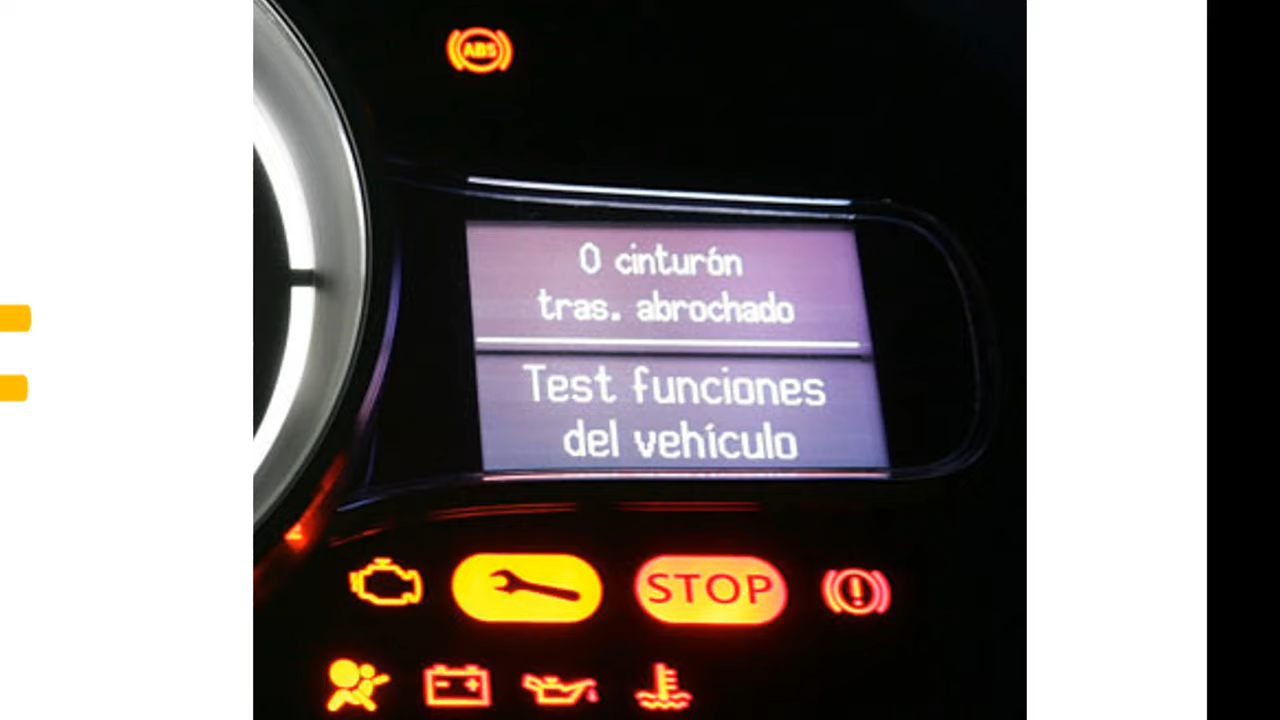 ABS
0 cinturón
tras. abrochado
Test funciones
del vehículo
STOP